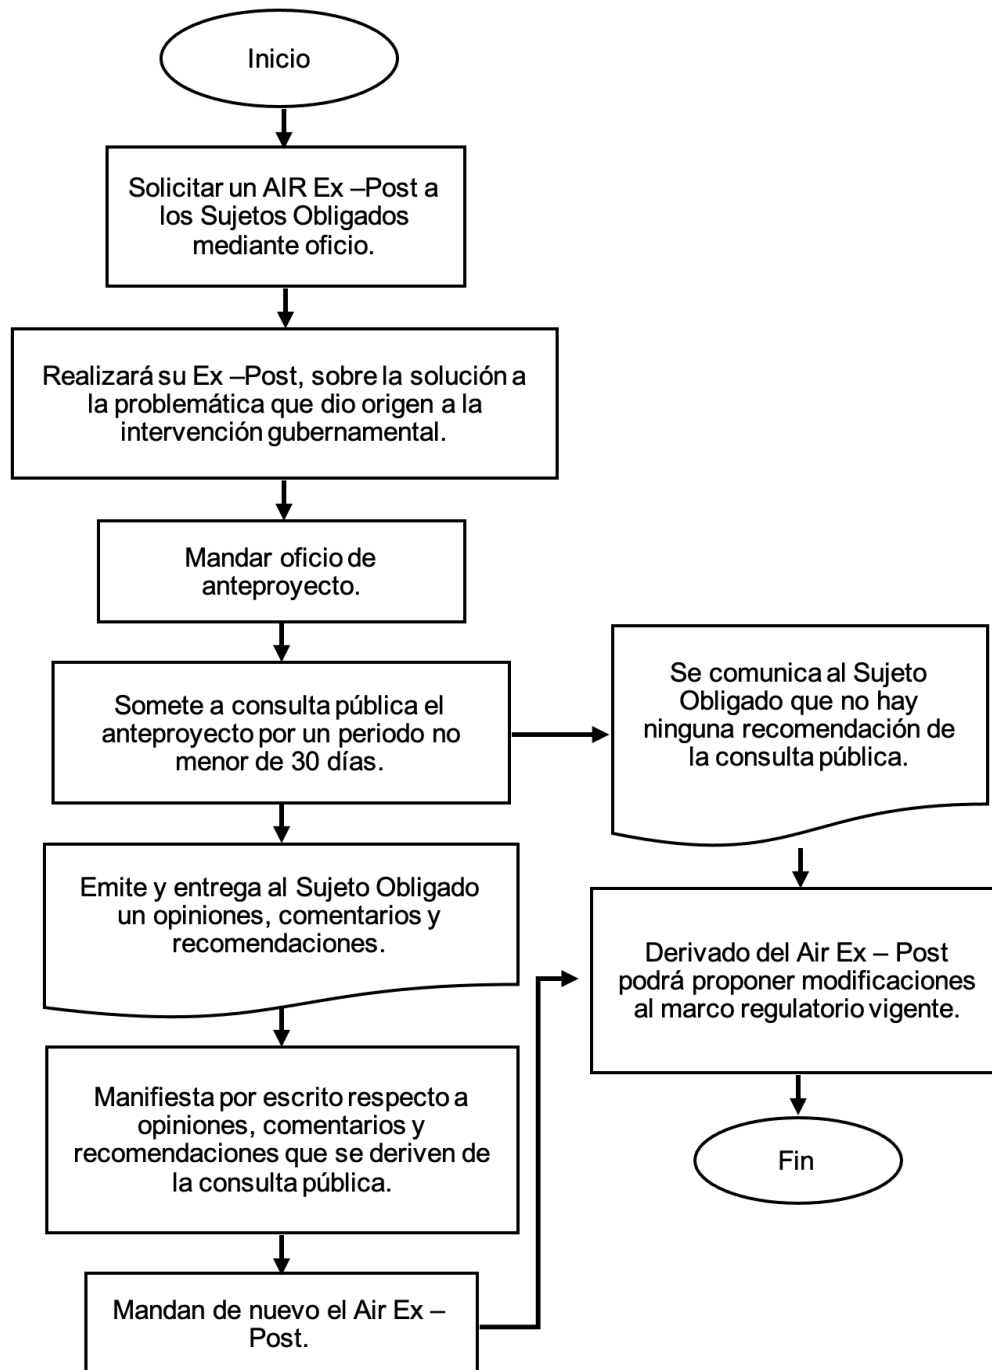 Inicio
Solicitar un AIR Ex –Post a
los Sujetos Obligados
mediante oficio.
Realizará su Ex –Post, sobre la solución a
la problemática que dio origen a la
intervención gubernamental.
Mandar oficio de
anteproyecto.
Somete a consulta pública el
anteproyecto por un periodo no
menor de 30 días.
Emite y entrega al Sujeto Obligado
un opiniones, comentarios y
recomendaciones.
Manifiesta por escrito respecto a
opiniones, comentarios y
recomendaciones que se deriven de
la consulta pública.
Mandan de nuevo el Air Ex –
Post.
Se comunica al Sujeto
Obligado que no hay
ninguna recomendación de
la consulta pública.
Derivado del Air Ex – Post
podrá proponer modificaciones
al marco regulatorio vigente.
Fin